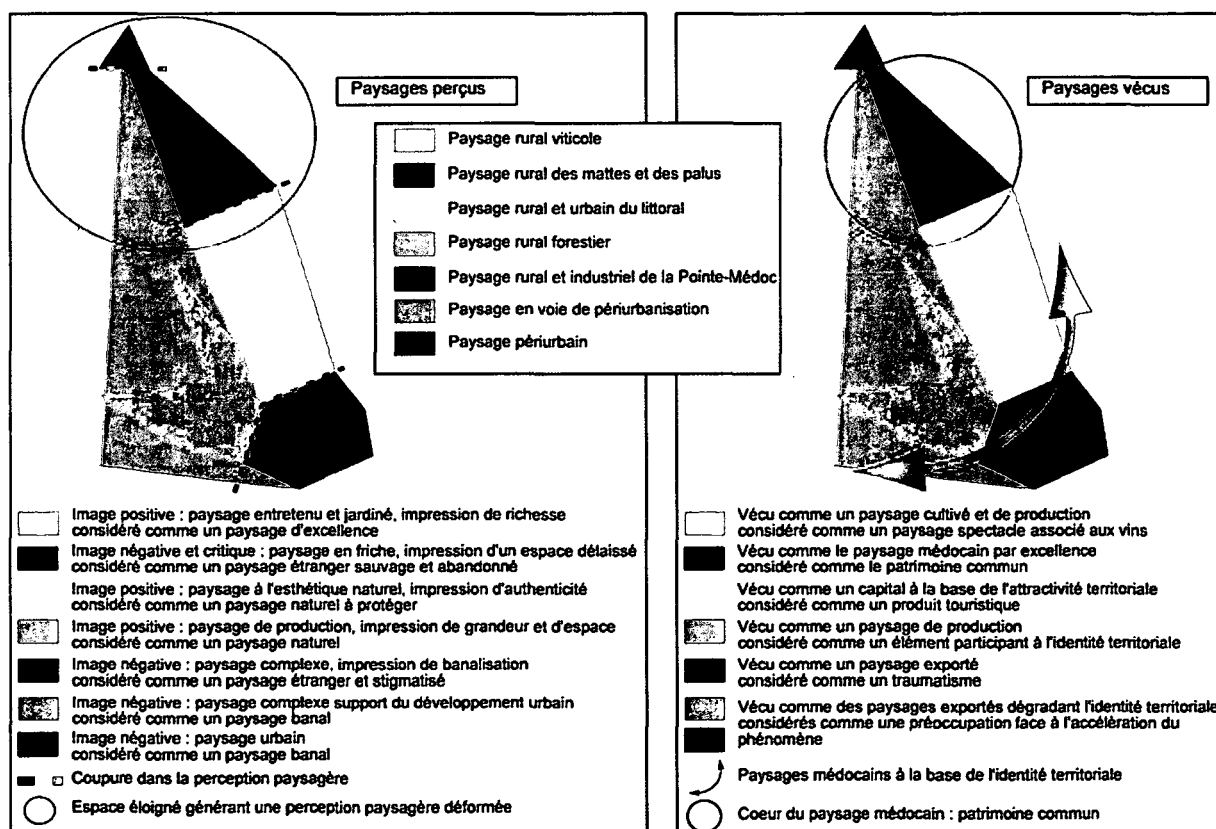 Paysages perçus
Paysages vécus
Paysage rural viticole
Paysage rural des mattes et des palus
Paysage rural et urbain du littoral
Paysage rural forestier
Paysage rural et industriel de la Pointe-Médoc
Paysage en voie de périurbanisation
Paysage périurbain
Image positive : paysage entretenu et jardiné, impression de richesse
considéré comme un paysage d'excellence
Image négative et critique : paysage en friche, impression d'un espace délaissé
considéré comme un paysage étranger sauvage et abandonné
Image positive : paysage à l'esthétique naturel, impression d'authenticité
considéré comme un paysage naturel à protéger
Image positive : paysage de production, impression de grandeur et d'espace
considéré comme un paysage naturel
Image négative : paysage complexe, impression de banalisation
considéré comme un paysage étranger et stigmatisé
Image négative : paysage complexe support du développement urbain
considéré comme un paysage banal
Image négative : paysage urbain
considéré comme un paysage banal
Coupure dans la perception paysagère
Espace éloigné générant une perception paysagère déformée
Vécu comme un paysage cultivé et de production
considéré comme un paysage spectacle associé aux vins
Vécu comme le paysage médocain par excellence
considéré comme le patrimoine commun
Vécu comme un capital à la base de l'attractivité territoriale
considéré comme un produit touristique
Vécu comme un paysage de production
considéré comme un élément participant à l'identité territoriale
Vécu comme un paysage exporté
considéré comme un traumatisme
Vécu comme des paysages exportés dégradant l'identité territoriale
considérés comme une préoccupation face à l'accélération du
phénomène
Paysages médocains à la base de l'identité territoriale
Coeur du paysage médocain : patrimoine commun